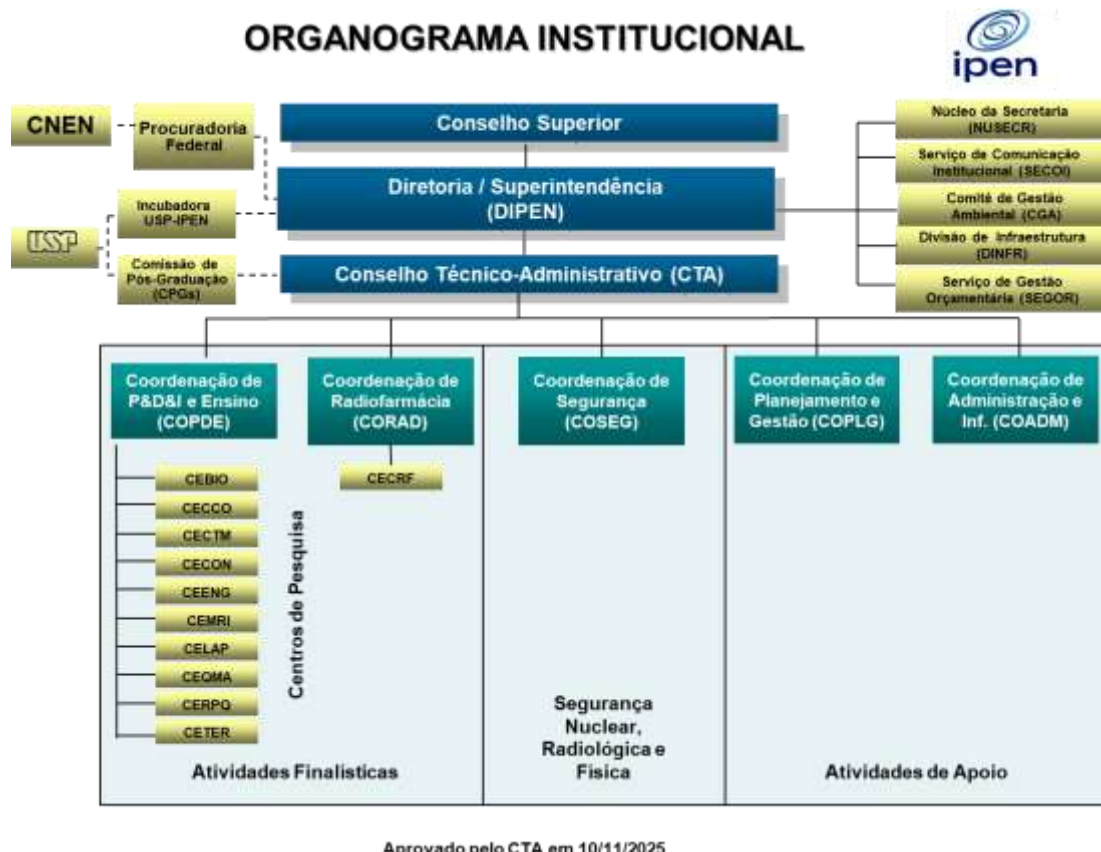 ORGANOGRAMA INSTITUCIONAL
ipen
CNEN
Procuradoria
Federal
Conselho Superior
Núcleo da Secretaria
(NUSECR)
Serviço de Comunicação
Institucional (SECOI)
Diretoria / Superintendência
(DIPEN)
Incubadora
USP-IPEN
Comitê de Gestão
Ambiental (CGA)
USP
Divisão de Infraestrutura
(DINFR)
Comissão de
Pós-Graduação
(CPGs)
Conselho Técnico-Administrativo (CTA)
Serviço de Gestão
Orçamentária (SEGOR)
Coordenação de
P&D&I e Ensino
(COPDE)
Coordenação de
Radiofarmácia
(CORAD)
Coordenação de
Segurança
(COSEG)
Coordenação de
Planejamento e
Gestão (COPLG)
Coordenação de
Administração e
Inf. (COADM)
CEBIO
CECCO
CECTM
CECON
CEENG
CEMRI
CELAP
CEQMA
CERPQ
CETER
CECRF
Centros de Pesquisa
Segurança
Nuclear,
Radiológica e
Física
Atividades Finalísticas
Atividades de Apoio
Aprovado pelo CTA em 10/11/2025